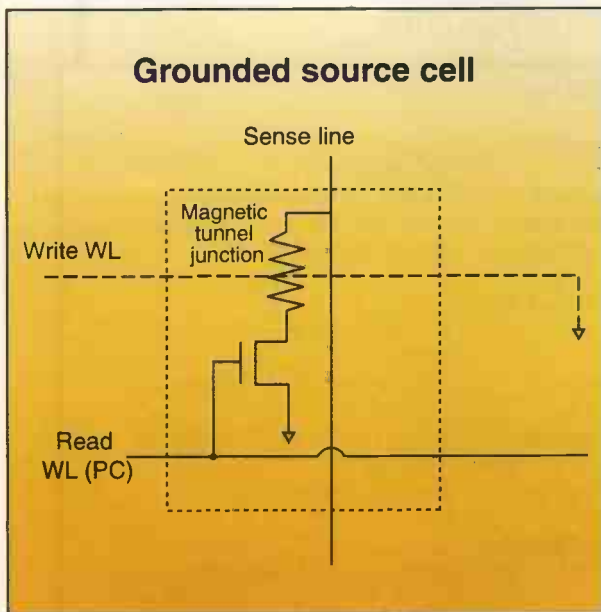 Grounded source cell
Sense line
Magnetic
tunnel
junction
Write WL
Read
WL (PC)